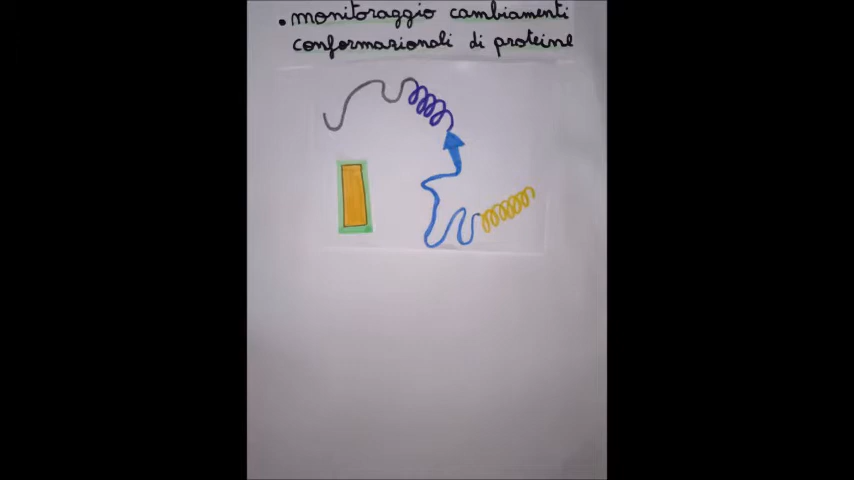 • monitoraggio cambiamenti
conformazionali di proteine